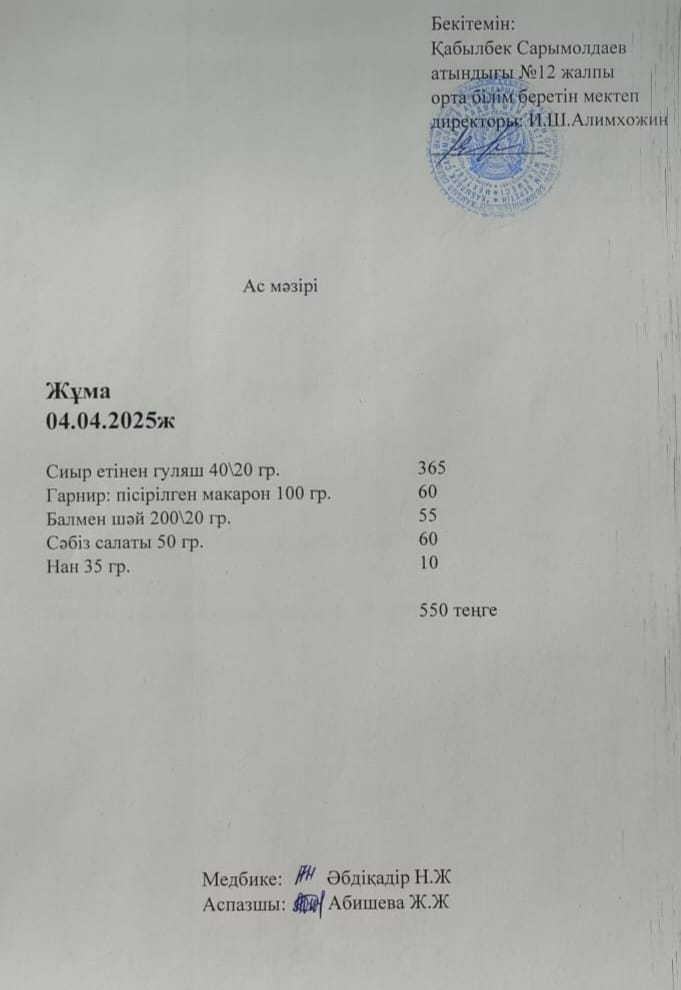 Бекітемін:
Қабылбек Сарымолдаев
атындығы №12 жалпы
орта білім беретін мектеп
директоры: И.Ш.Алимхожин
Ас мәзірі
Жұма
04.04.2025ж
Сиыр етінен гуляш 40\20 гр. 365
Гарнир: пісірілген макарон 100 гр. 60
Балмен шәй 200\20 гр. 55
Сәбіз салаты 50 гр. 60
Нан 35 гр. 10
550 теңге
Медбике: Әбдіқадір Н.Ж
Аспазшы: Абишева Ж.Ж